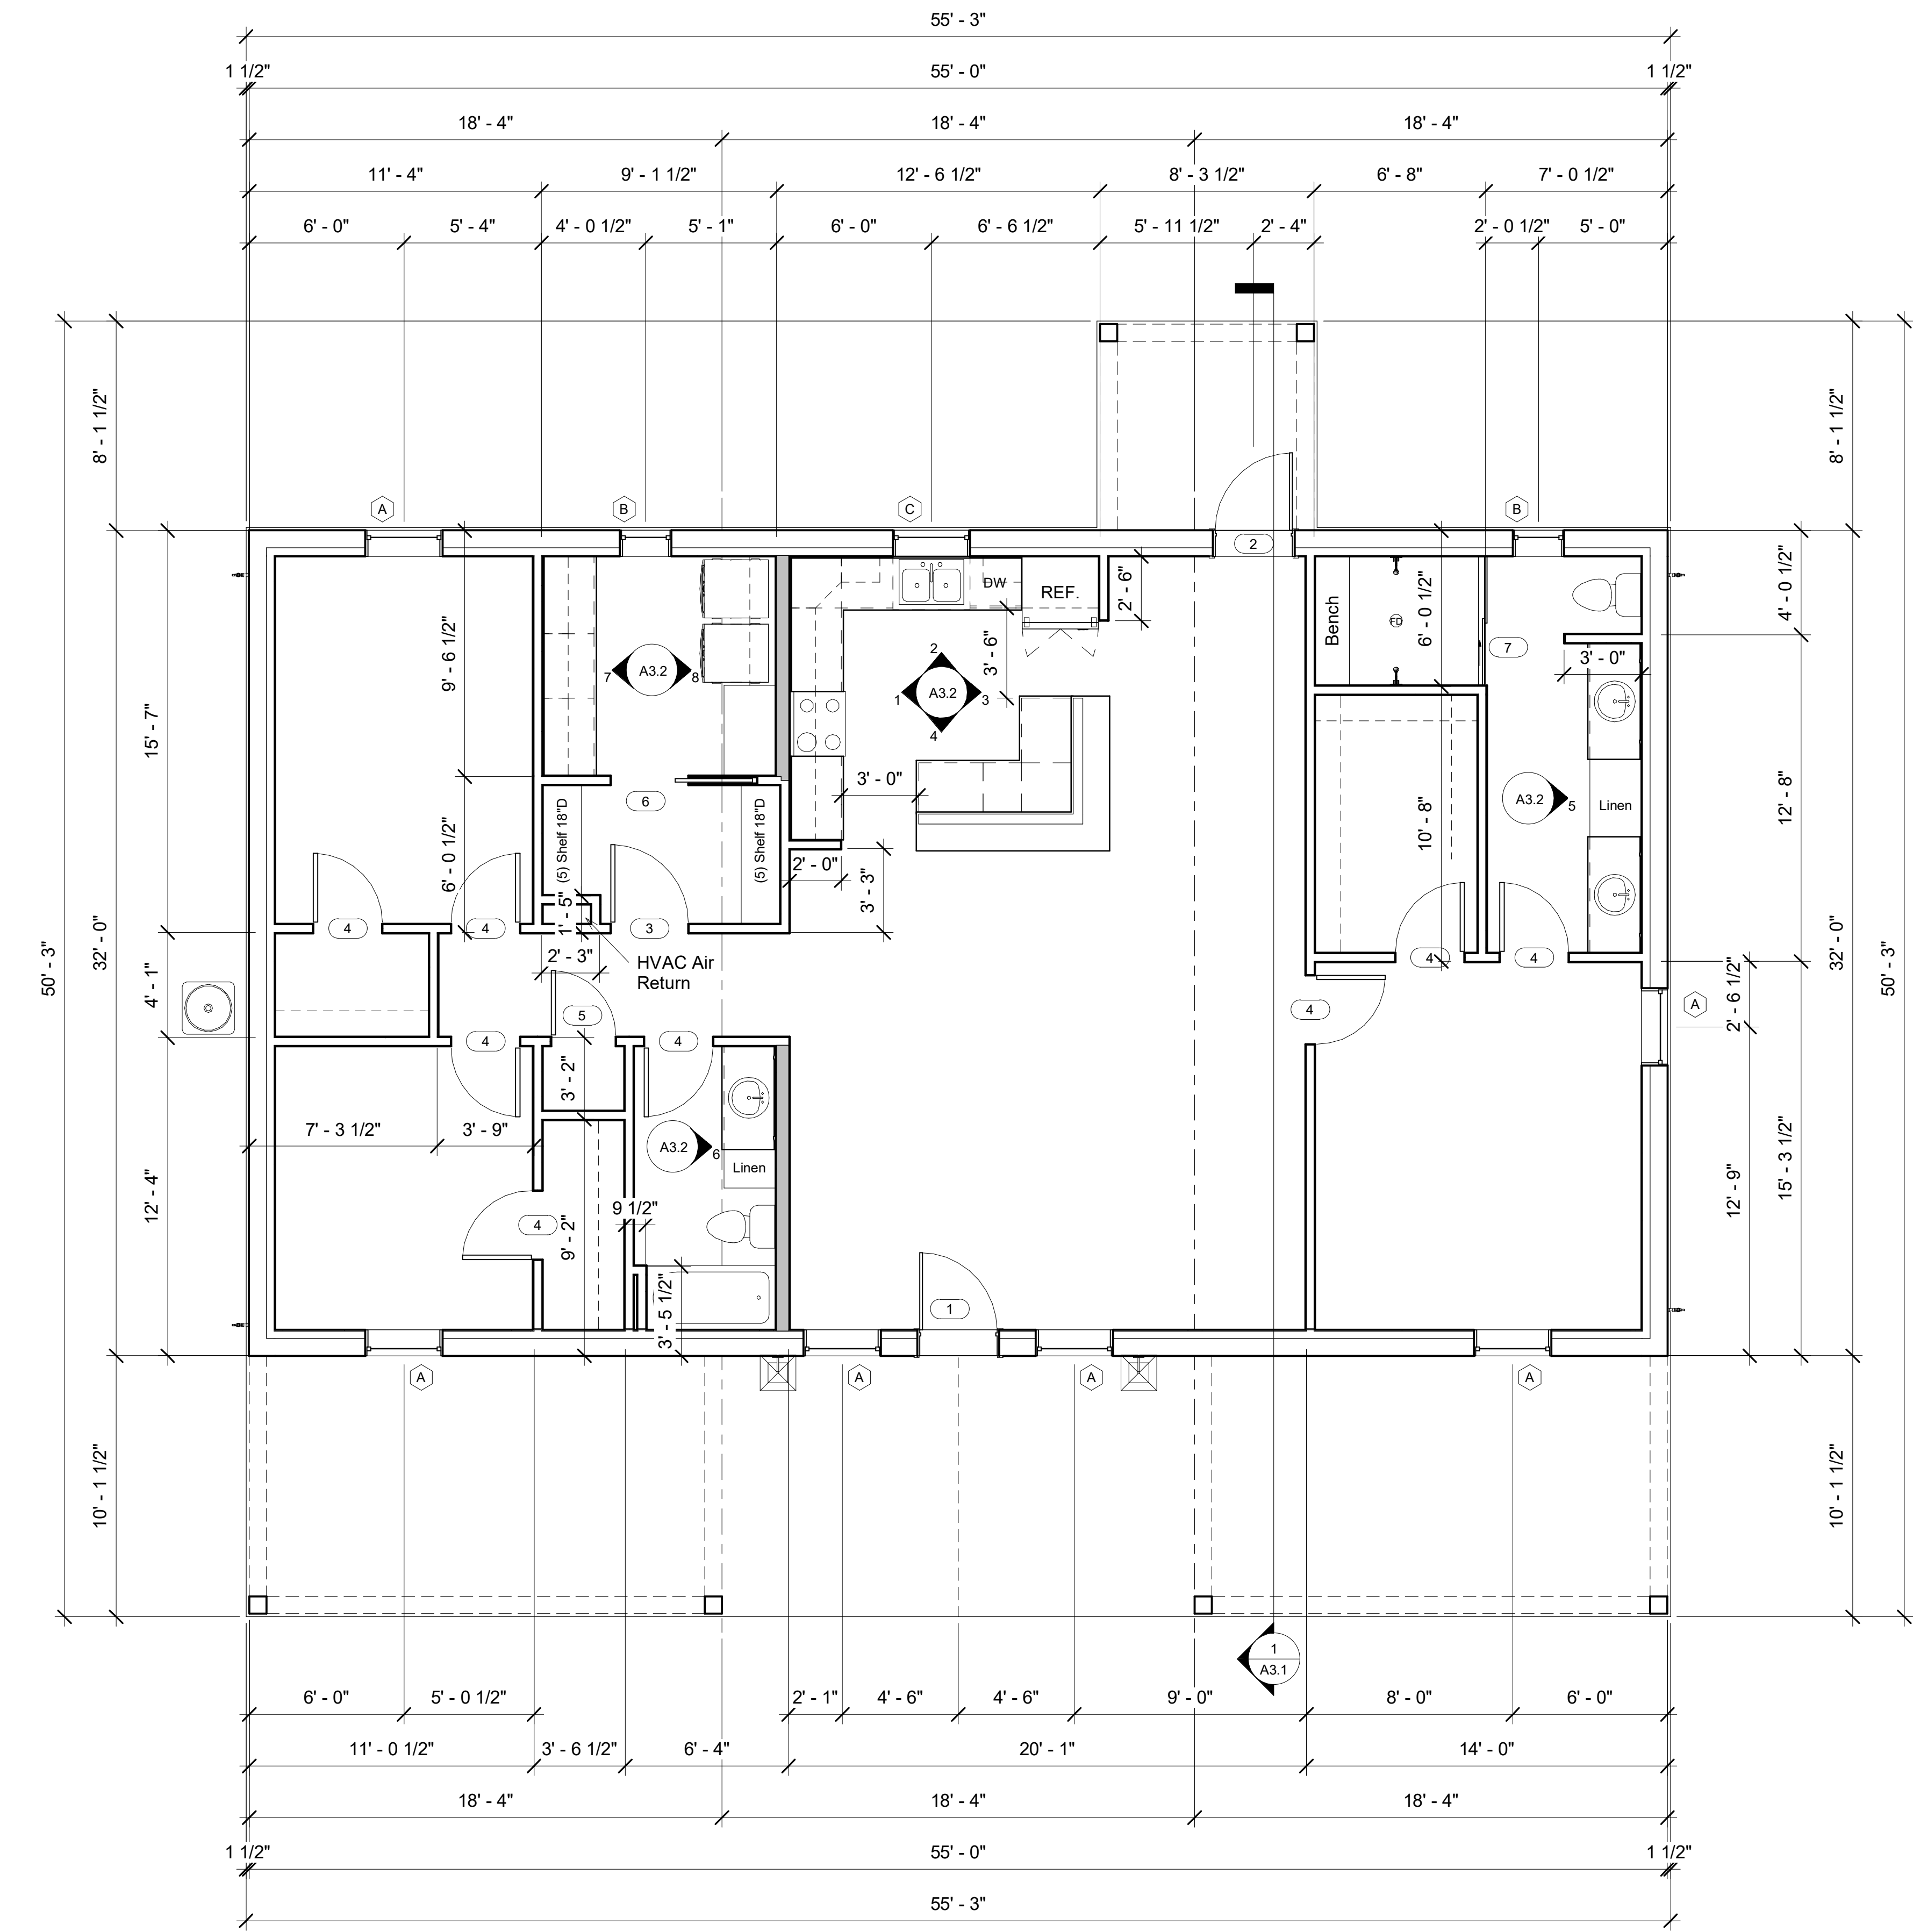 55' - 3"
1 1/2"
55' - 0"
1 1/2"
18' - 4"
18' - 4"
18' - 4"
11' - 4"
9' - 1 1/2"
12' - 6 1/2"
8' - 3 1/2"
6' - 8"
7' - 0 1/2"
6' - 0"
5' - 4"
4' - 0 1/2"
5' - 1"
6' - 0"
6' - 6 1/2"
5' - 11 1/2"
2' - 4"
2' - 0 1/2"
5' - 0"
8' - 1 1/2"
8' - 1 1/2"
A
B
C
B
2
4' - 0 1/2"
DW
REF.
2' - 6"
Bench
FD
6' - 0 1/2"
7
3' - 0"
9' - 6 1/2"
7
A3.2
8
2
1
A3.2
3
4
3' - 6"
15' - 7"
6
3' - 0"
A3.2
5
Linen
12' - 8"
6' - 0 1/2"
(5) Shelf 18"D
(5) Shelf 18"D
10' - 8"
2' - 0"
3' - 3"
1' - 5"
4
4
3
4
4
50' - 3"
32' - 0"
2' - 3"
HVAC Air
Return
32' - 0"
50' - 3"
4' - 1"
2' - 6 1/2"
A
5
4
4
4
3' - 2"
7' - 3 1/2"
3' - 9"
A3.2
6
Linen
12' - 4"
12' - 9"
15' - 3 1/2"
9 1/2"
4
9' - 2"
3' - 5 1/2"
1
A
A
A
A
10' - 1 1/2"
10' - 1 1/2"
1
A3.1
6' - 0"
5' - 0 1/2"
2' - 1"
4' - 6"
4' - 6"
9' - 0"
8' - 0"
6' - 0"
11' - 0 1/2"
3' - 6 1/2"
6' - 4"
20' - 1"
14' - 0"
18' - 4"
18' - 4"
18' - 4"
1 1/2"
55' - 0"
1 1/2"
55' - 3"